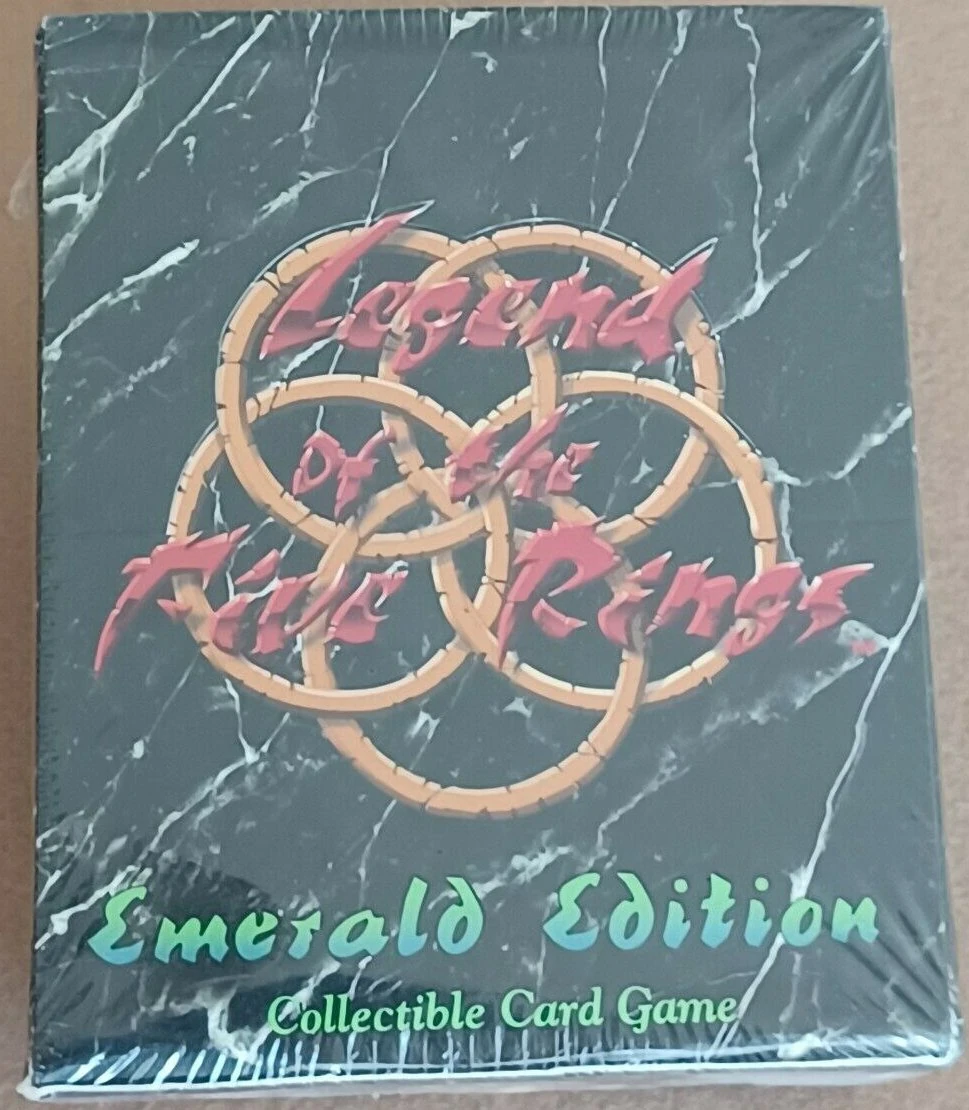 Legend
of the
Five Rings
Emerald Edition
Collectible Card Game